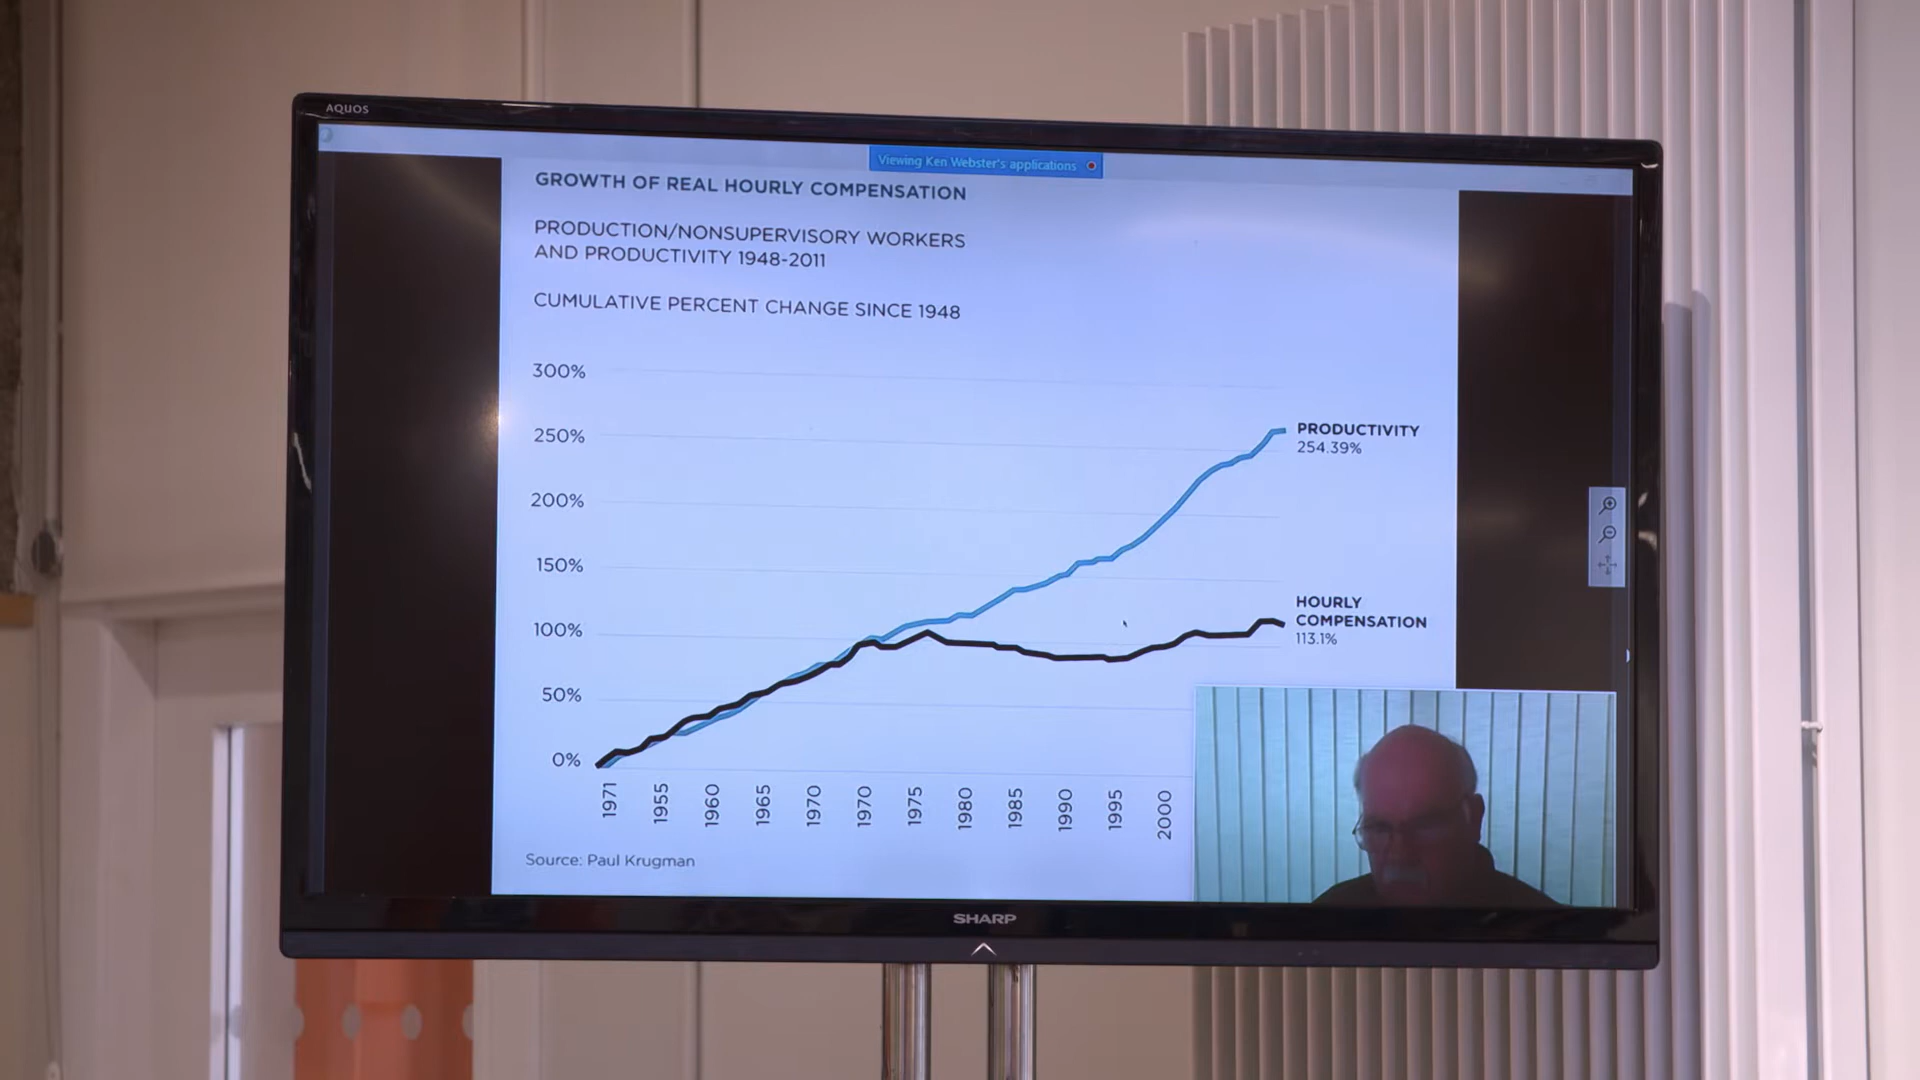 AQUOS
Viewing Ken Webster's applications
GROWTH OF REAL HOURLY COMPENSATION
PRODUCTION/NONSUPERVISORY WORKERS
AND PRODUCTIVITY 1948-2011
CUMULATIVE PERCENT CHANGE SINCE 1948
300%
250%
200%
150%
100%
50%
0%
PRODUCTIVITY
254.39%
HOURLY
COMPENSATION
113.1%
1971
1955
1960
1965
1970
1970
1975
1980
1985
1990
1995
2000
Source: Paul Krugman
SHARP